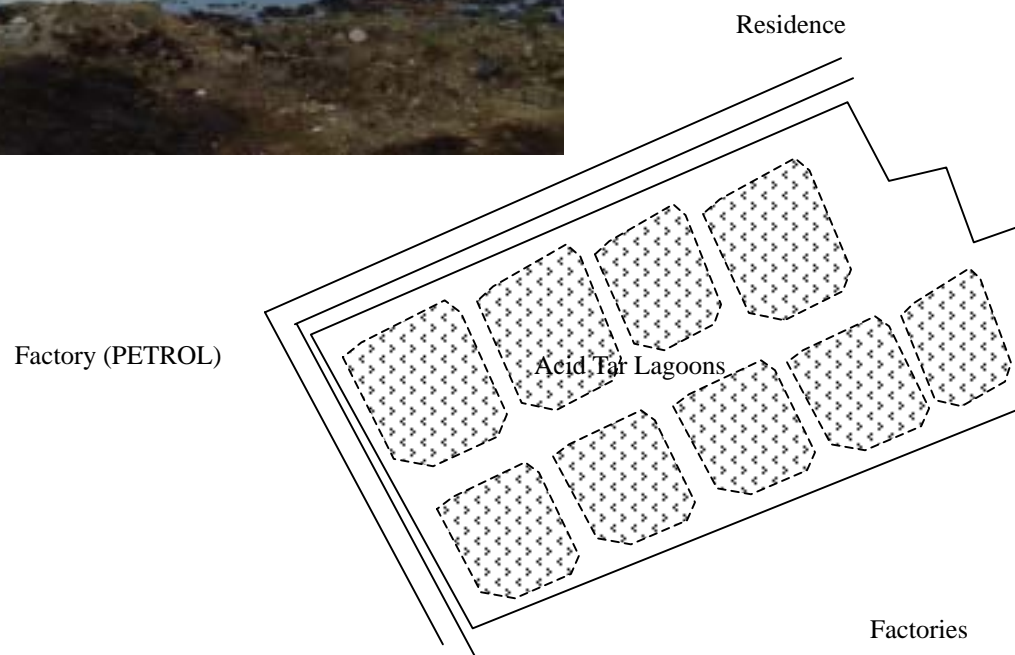 Residence
Factory (PETROL)
Acid Tar Lagoons
Factories